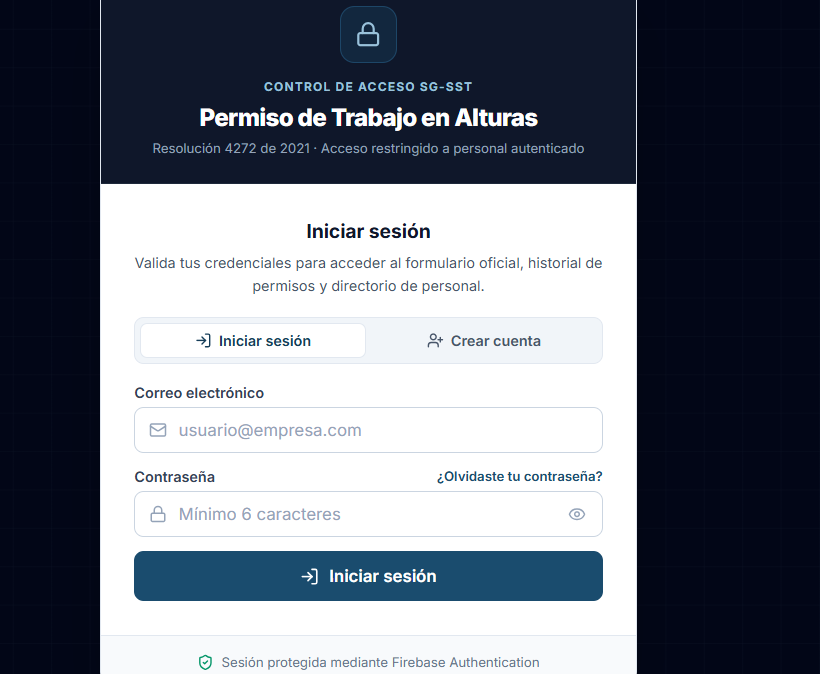 CONTROL DE ACCESO SG-SST
Permiso de Trabajo en Alturas
Resolución 4272 de 2021 · Acceso restringido a personal autenticado
Iniciar sesión
Valida tus credenciales para acceder al formulario oficial, historial de
permisos y directorio de personal.
Iniciar sesión
Crear cuenta
Correo electrónico
usuario@empresa.com
Contraseña
¿Olvidaste tu contraseña?
Mínimo 6 caracteres
Iniciar sesión
Sesión protegida mediante Firebase Authentication